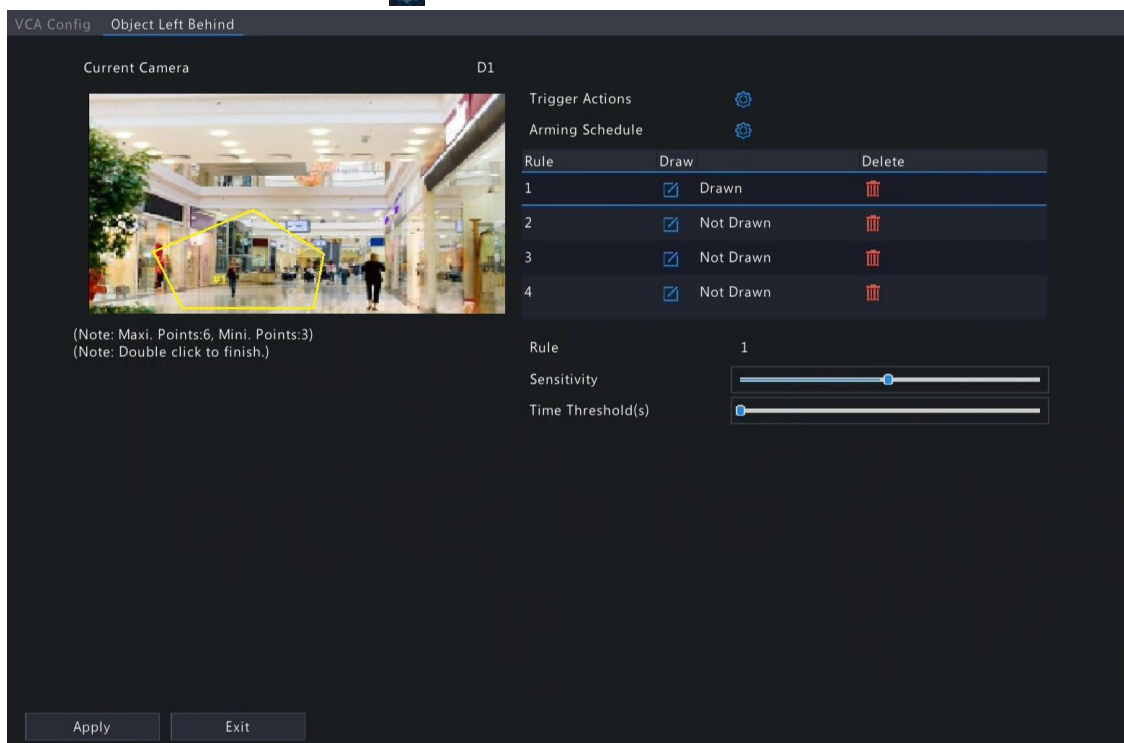 VCA Config Object Left Behind
Current Camera D1
#1
(Note: Maxi. Points:6, Mini. Points:3)
(Note: Double click to finish.)
Trigger Actions
Arming Schedule
Rule Draw Delete
1 Drawn
2 Not Drawn
3 Not Drawn
4 Not Drawn
Rule 1
Sensitivity
Time Threshold(s)
Apply Exit